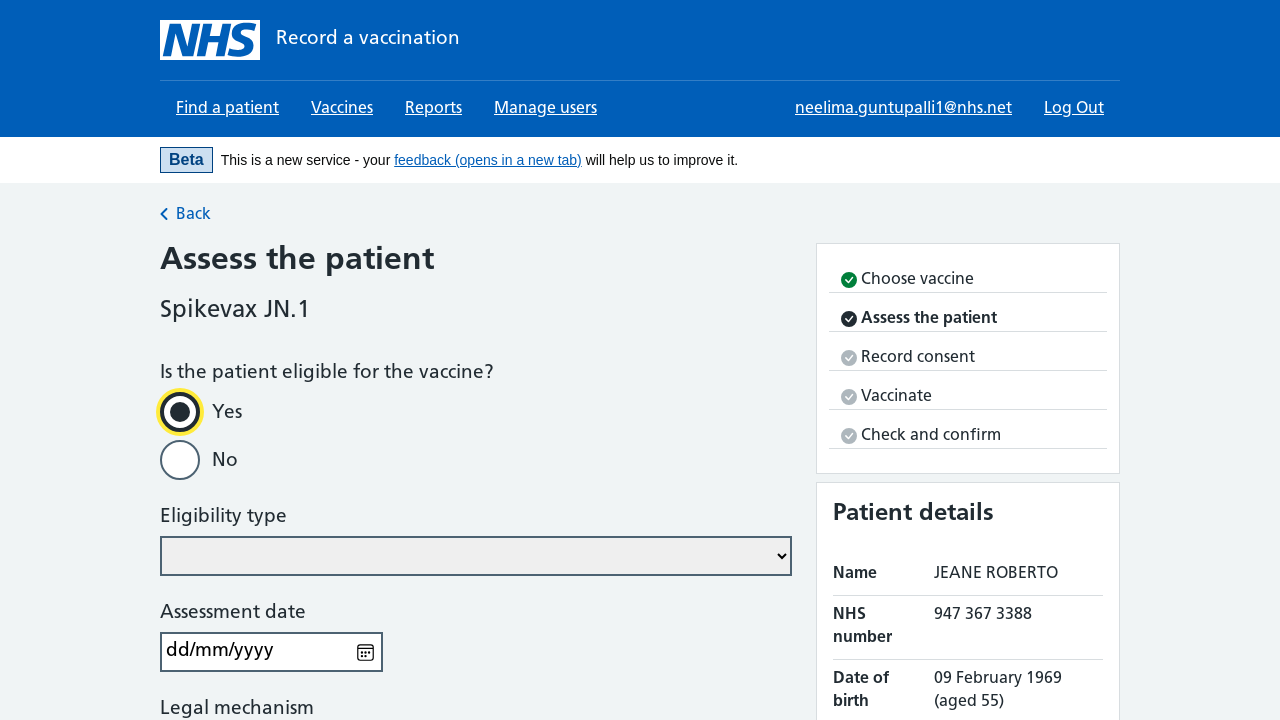 NHS Record a vaccination
Find a patient Vaccines Reports Manage users neelima.guntupalli1@nhs.net Log Out
Beta This is a new service - your feedback (opens in a new tab) will help us to improve it.
Back
Assess the patient
Spikevax JN.1
Is the patient eligible for the vaccine?
Yes
No
Eligibility type
Assessment date
dd/mm/yyyy
Legal mechanism
Choose vaccine
Assess the patient
Record consent
Vaccinate
Check and confirm
Patient details
Name JEANE ROBERTO
NHS number 947 367 3388
Date of birth 09 February 1969 (aged 55)